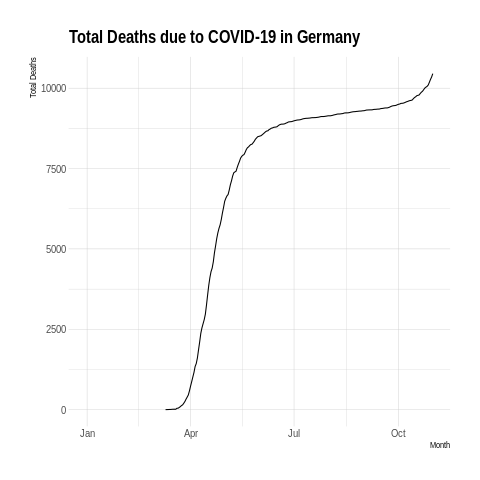 Total Deaths due to COVID-19 in Germany
Total Deaths
10000
7500
5000
2500
0
Jan Apr Jul Oct
Month